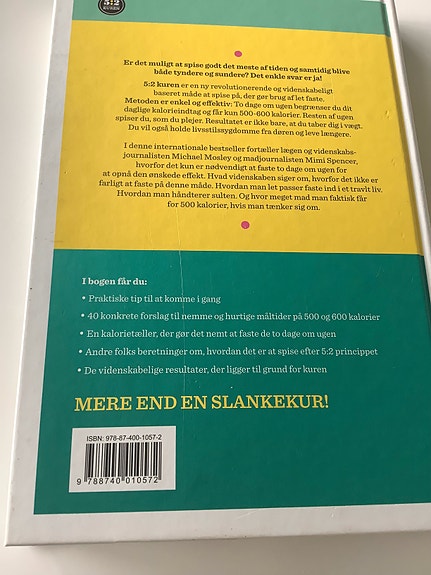 5:2
KUREN
Er det muligt at spise godt det meste af tiden og samtidig blive
både tyndere og sundere? Det enkle svar er ja!
5:2 kuren er en ny revolutionerende og videnskabeligt
baseret måde at spise på, der gør brug af let faste.
Metoden er enkel og effektiv: To dage om ugen begrænser du dit
daglige kalorieindtag og får kun 500-600 kalorier. Resten af ugen
spiser du, som du plejer. Resultatet er ikke bare, at du taber dig i vægt.
Du vil også holde livsstilssygdomme fra døren og leve længere.
I denne internationale bestseller fortæller lægen og videnskabs-
journalisten Michael Mosley og madjournalisten Mimi Spencer,
hvorfor det kun er nødvendigt at faste to dage om ugen for
at opnå den ønskede effekt. Hvad videnskaben siger om, hvorfor det ikke er
farligt at faste på denne måde. Hvordan man let passer faste ind i et travlt liv.
Hvordan man håndterer sulten. Og hvor meget mad man faktisk får
for 500 kalorier, hvis man tænker sig om.
I bogen får du:
• Praktiske tip til at komme i gang
• 40 konkrete forslag til nemme og hurtige måltider på 500 og 600 kalorier
• En kalorietæller, der gør det nemt at faste de to dage om ugen
• Andre folks beretninger om, hvordan det er at spise efter 5:2 princippet
• De videnskabelige resultater, der ligger til grund for kuren
MERE END EN SLANKEKUR!
ISBN: 978-87-400-1057-2
9 788740 010572